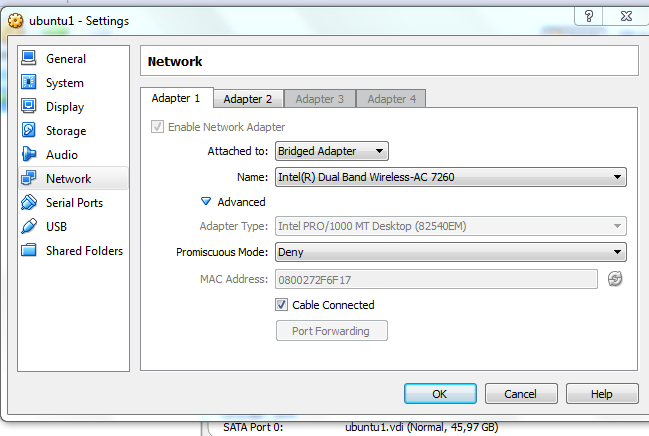 ubuntu1 - Settings
?
General
System
Display
Storage
Audio
Network
Serial Ports
USB
Shared Folders
Network
Adapter 1 Adapter 2 Adapter 3 Adapter 4
Enable Network Adapter
Attached to: Bridged Adapter
Name: Intel(R) Dual Band Wireless-AC 7260
Advanced
Adapter Type: Intel PRO/1000 MT Desktop (82540EM)
Promiscuous Mode: Deny
MAC Address: 0800272F6F17
Cable Connected
Port Forwarding
OK Cancel Help
SATA Port 0: ubuntu1.vdi (Normal, 45,97 GB)